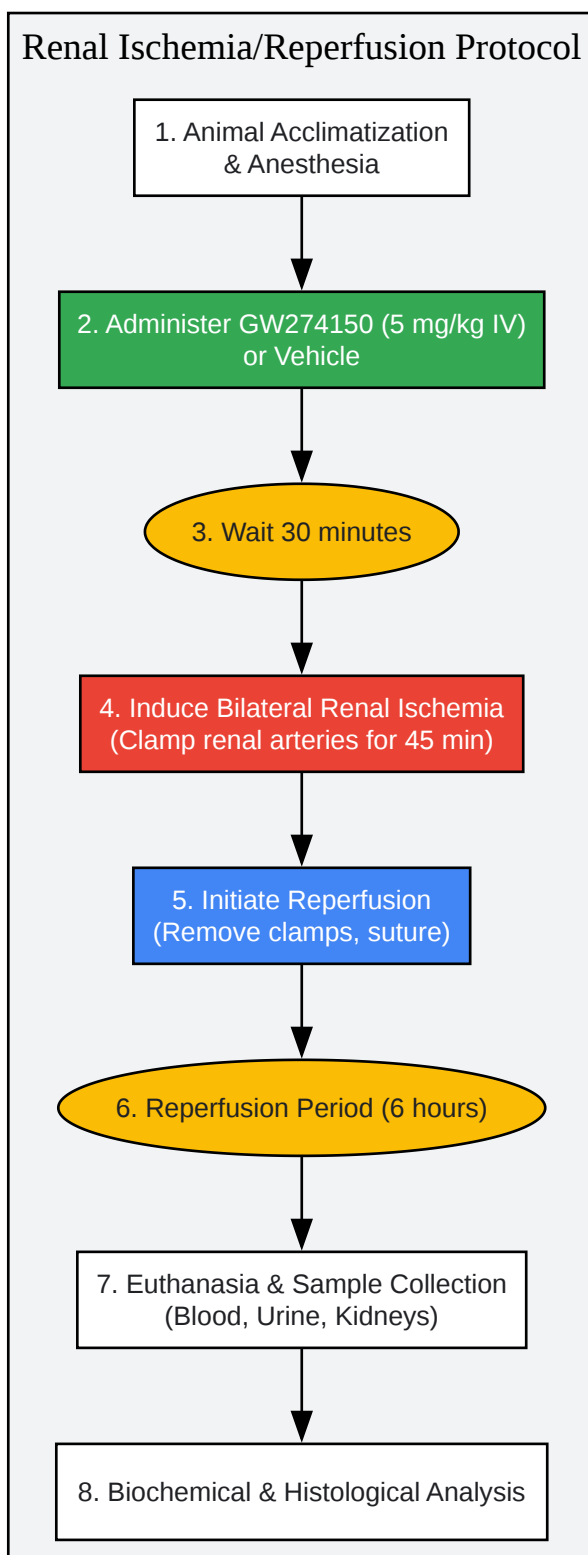 Renal Ischemia/Reperfusion Protocol
1. Animal Acclimatization
& Anesthesia
2. Administer GW274150 (5 mg/kg IV)
or Vehicle
3. Wait 30 minutes
4. Induce Bilateral Renal Ischemia
(Clamp renal arteries for 45 min)
5. Initiate Reperfusion
(Remove clamps, suture)
6. Reperfusion Period (6 hours)
7. Euthanasia & Sample Collection
(Blood, Urine, Kidneys)
8. Biochemical & Histological Analysis